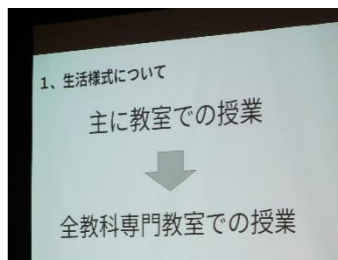 1、生活様式について
主に教室での授業
全教科専門教室での授業